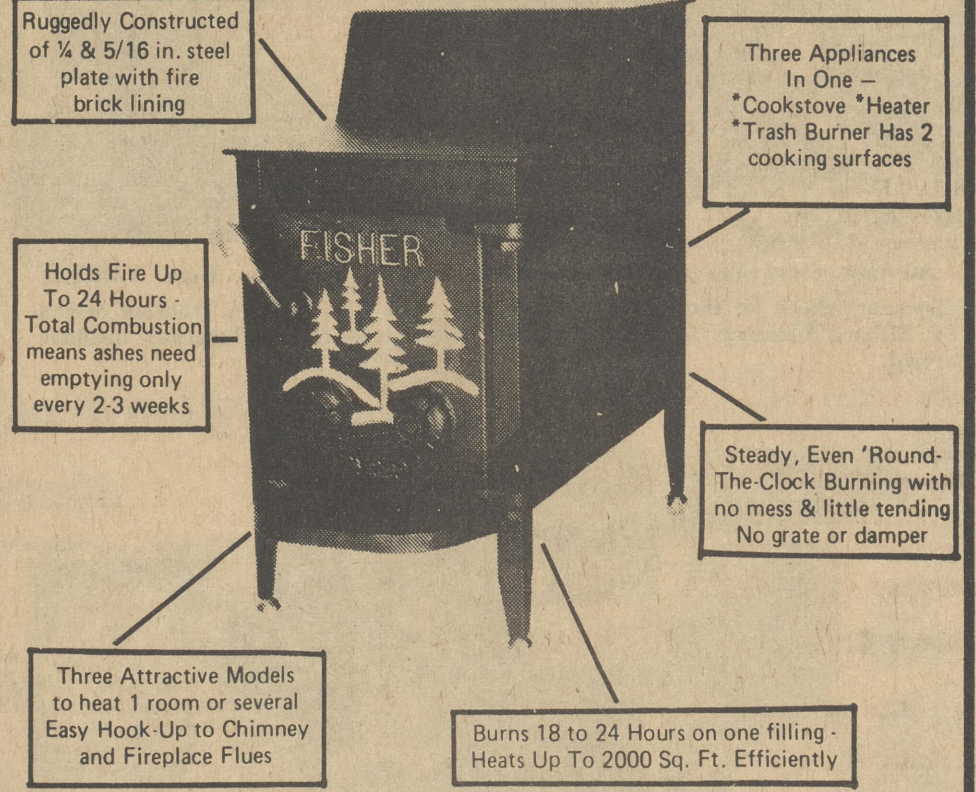 Ruggedly Constructed
of ¼ & 5/16 in. steel
plate with fire
brick lining
Three Appliances
In One —
*Cookstove *Heater
*Trash Burner Has 2
cooking surfaces
FISHER
Holds Fire Up
To 24 Hours -
Total Combustion
means ashes need
emptying only
every 2-3 weeks
Steady, Even 'Round-
The-Clock Burning with
no mess & little tending
No grate or damper
Three Attractive Models
to heat 1 room or several
Easy Hook-Up to Chimney
and Fireplace Flues
Burns 18 to 24 Hours on one filling -
Heats Up To 2000 Sq. Ft. Efficiently